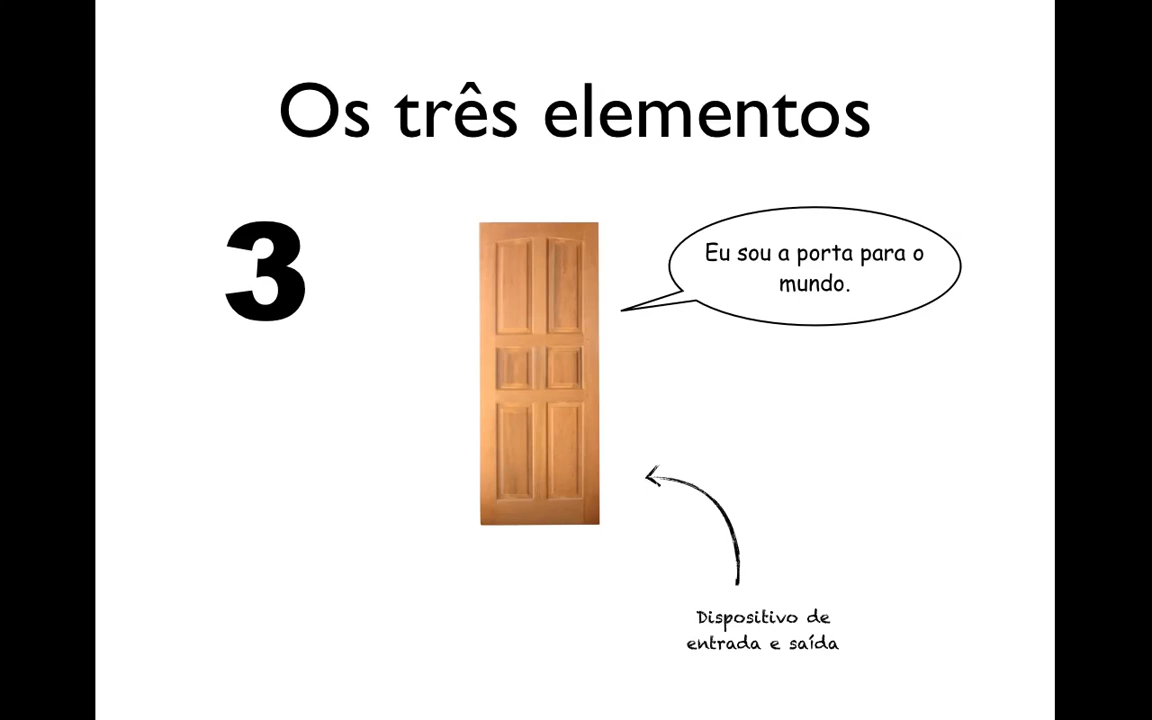 Os três elementos
3
Eu sou a porta para o
mundo.
Dispositivo de
entrada e saída